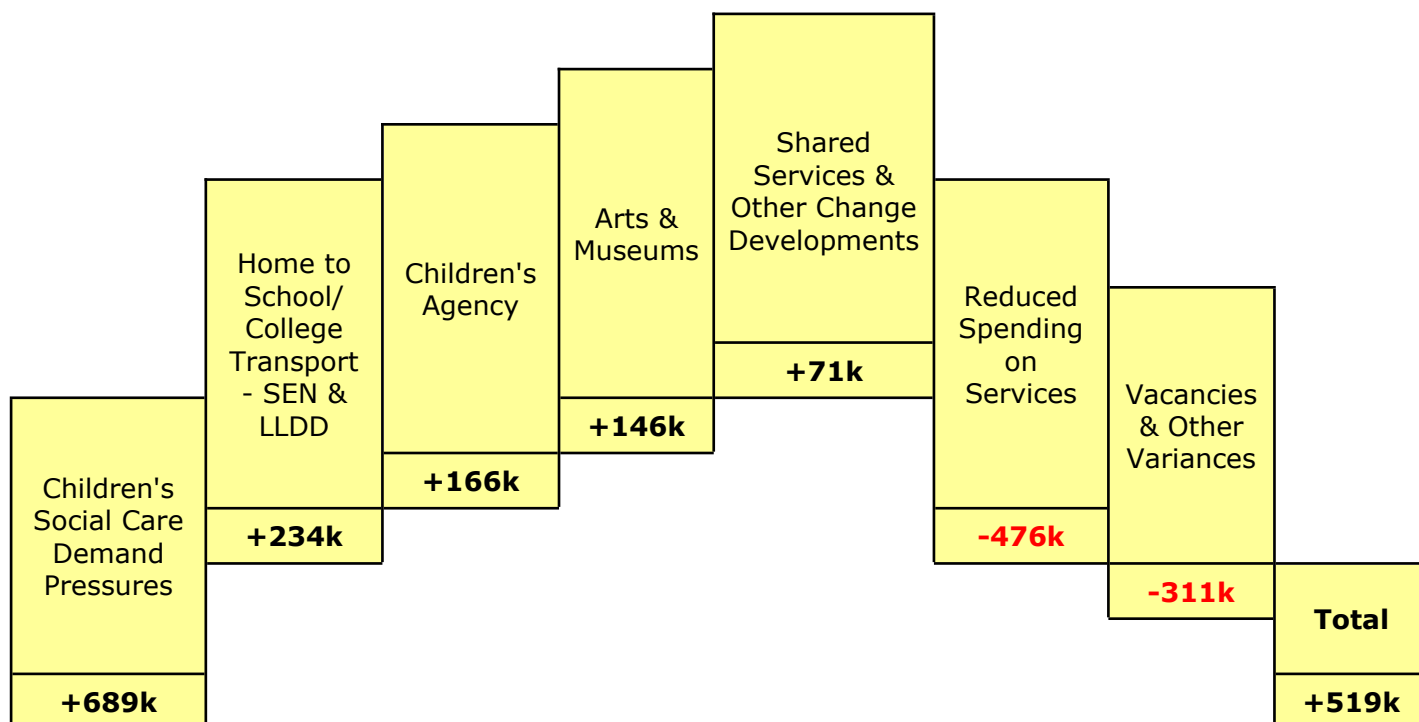 Children's
Social Care
Demand
Pressures
+689k
Home to
School/
College
Transport
- SEN &
LLDD
+234k
Children's
Agency
+166k
Arts &
Museums
+146k
Shared
Services &
Other Change
Developments
+71k
Reduced
Spending
on
Services
-476k
Vacancies
& Other
Variances
-311k
Total
+519k